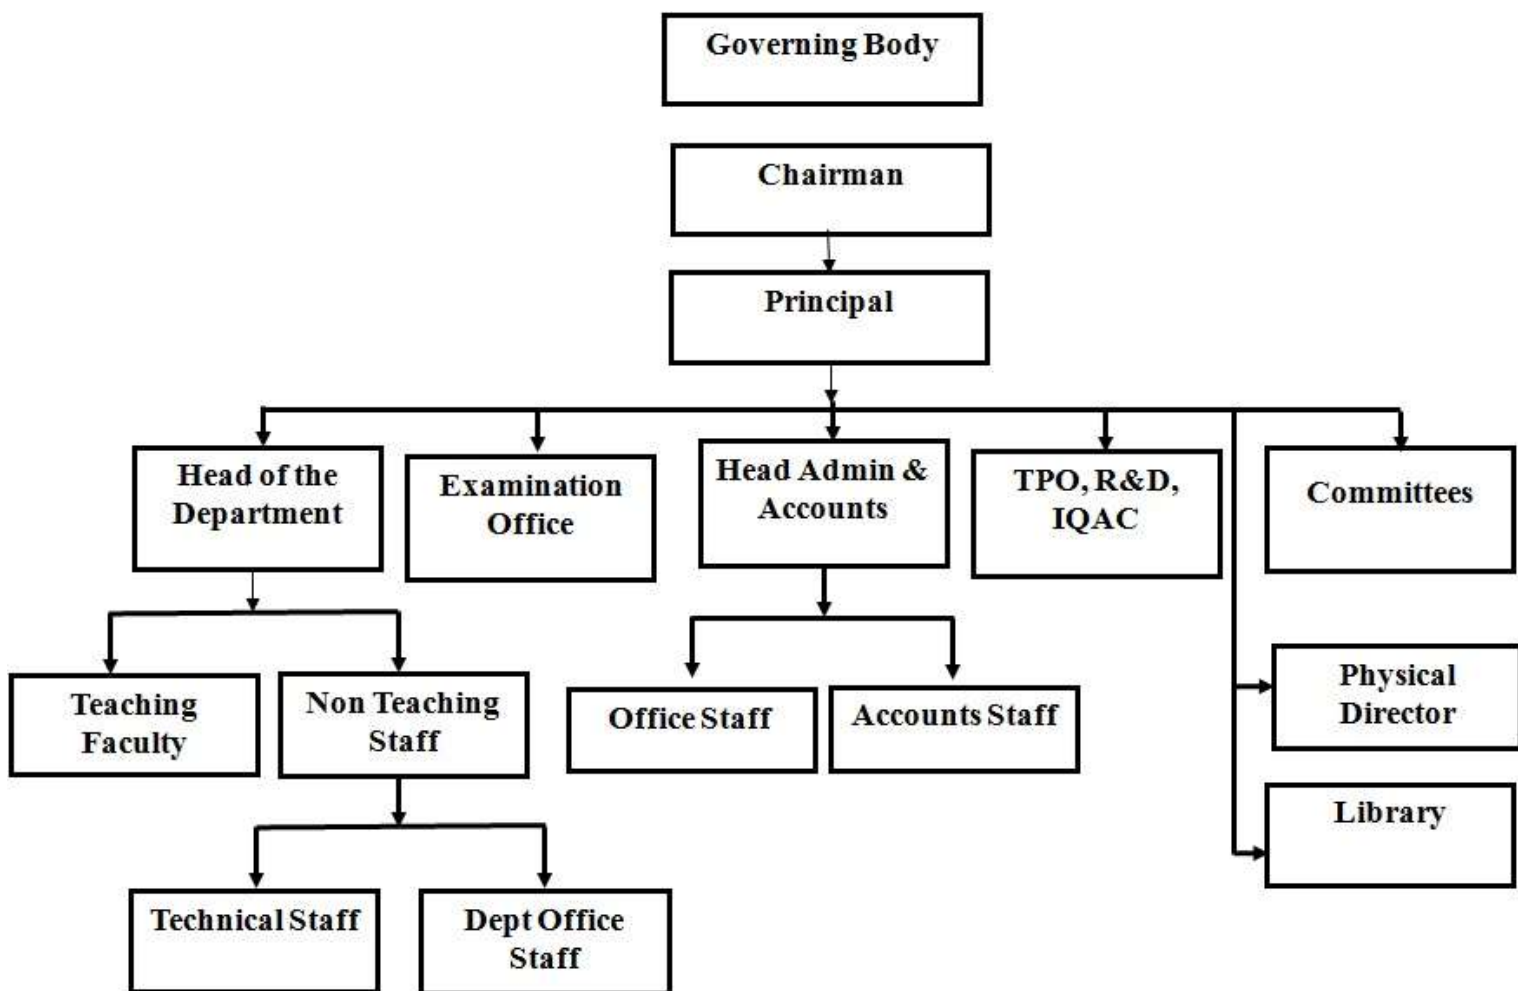 Governing Body
Chairman
Principal
Head of the
Department
Examination
Office
Head Admin &
Accounts
TPO, R&D,
IQAC
Committees
Teaching
Faculty
Non Teaching
Staff
Office Staff
Accounts Staff
Physical
Director
Library
Technical Staff
Dept Office
Staff